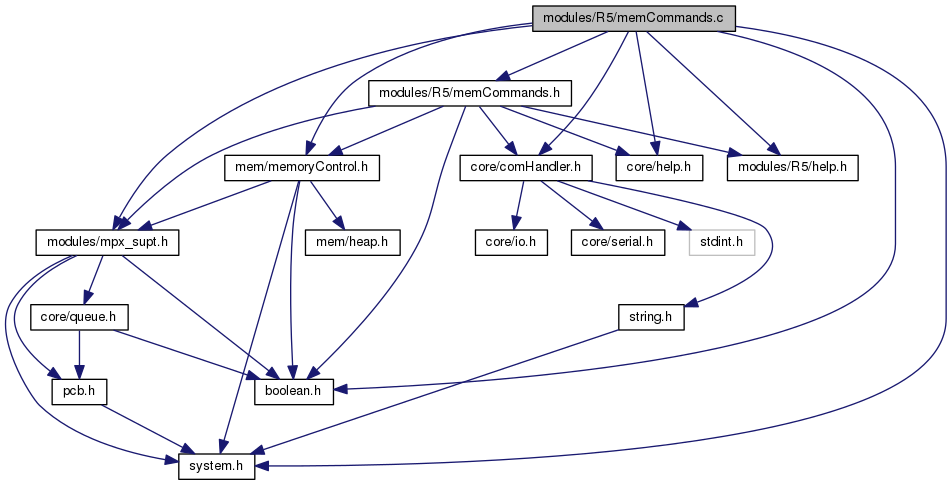 modules/R5/memCommands.c
modules/R5/memCommands.h
mem/memoryControl.h
core/comHandler.h
core/help.h
modules/R5/help.h
modules/mpx_supt.h
mem/heap.h
core/io.h
core/serial.h
stdint.h
core/queue.h
string.h
pcb.h
boolean.h
system.h